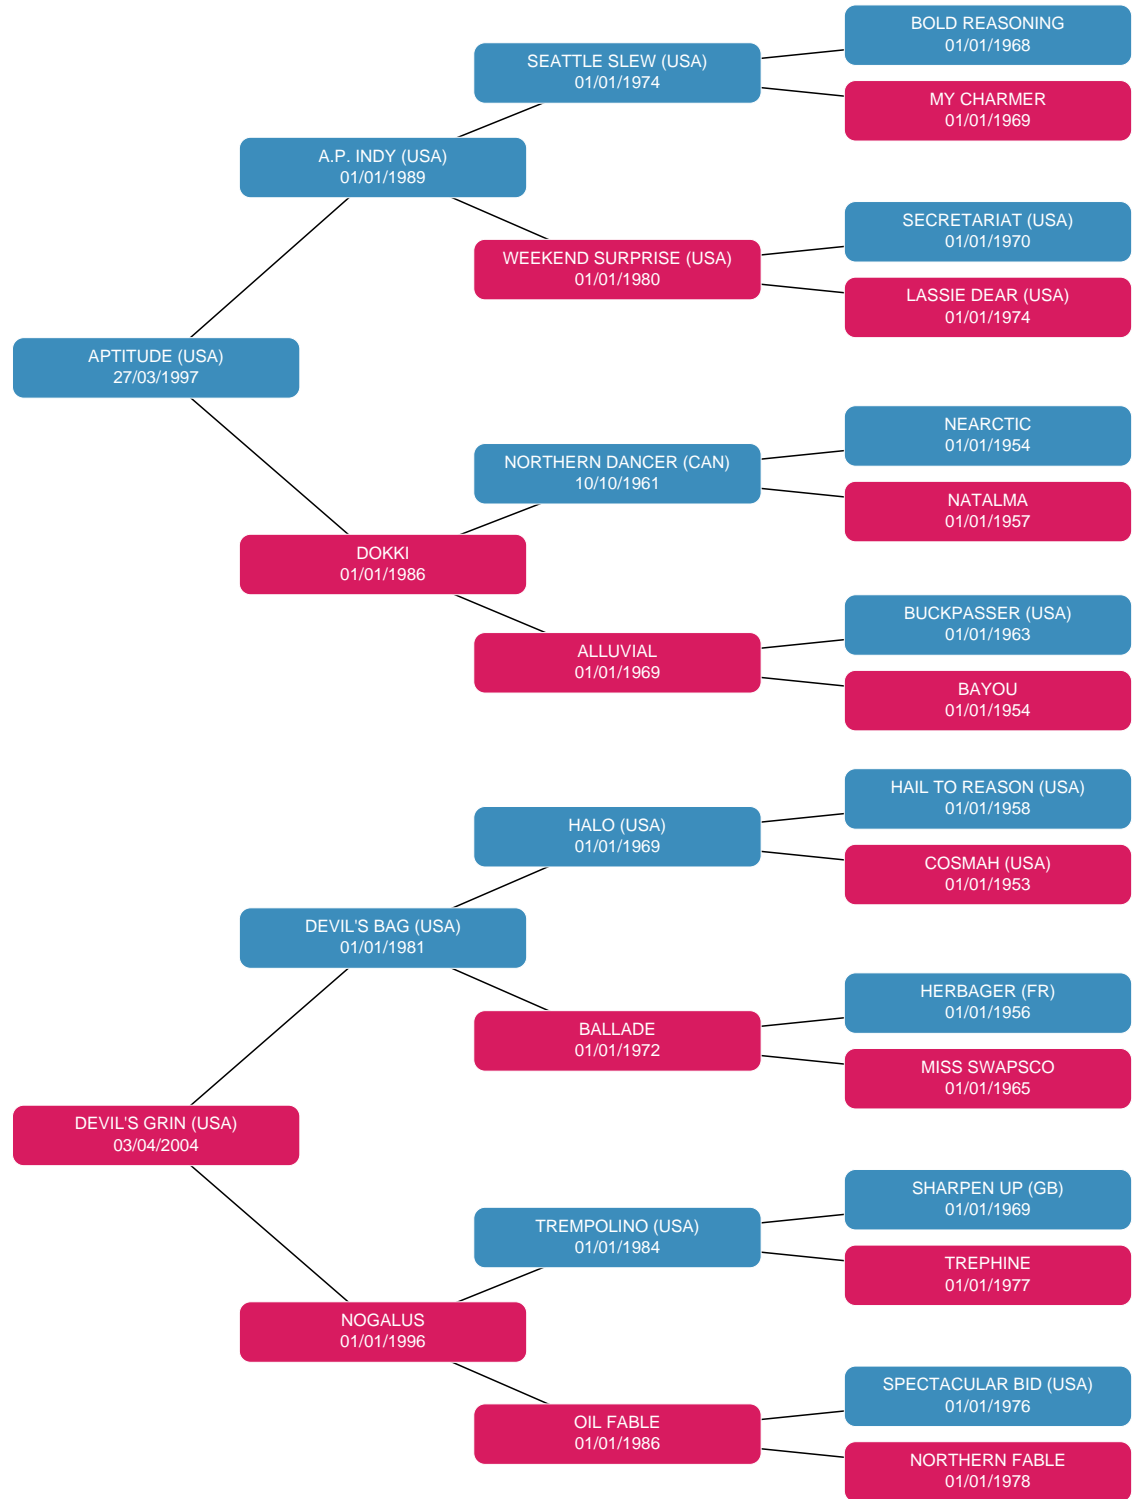 BOLD REASONING
01/01/1968
SEATTLE SLEW (USA)
01/01/1974
MY CHARMER
01/01/1969
A.P. INDY (USA)
01/01/1989
SECRETARIAT (USA)
01/01/1970
WEEKEND SURPRISE (USA)
01/01/1980
LASSIE DEAR (USA)
01/01/1974
APTITUDE (USA)
27/03/1997
NEARCTIC
01/01/1954
NORTHERN DANCER (CAN)
10/10/1961
NATALMA
01/01/1957
DOKKI
01/01/1986
BUCKPASSER (USA)
01/01/1963
ALLUVIAL
01/01/1969
BAYOU
01/01/1954
HAIL TO REASON (USA)
01/01/1958
HALO (USA)
01/01/1969
COSMAH (USA)
01/01/1953
DEVIL'S BAG (USA)
01/01/1981
HERBAGER (FR)
01/01/1956
BALLADE
01/01/1972
MISS SWAPSCO
01/01/1965
DEVIL'S GRIN (USA)
03/04/2004
SHARPEN UP (GB)
01/01/1969
TREMPOLINO (USA)
01/01/1984
TREPHINE
01/01/1977
NOGALUS
01/01/1996
SPECTACULAR BID (USA)
01/01/1976
OIL FABLE
01/01/1986
NORTHERN FABLE
01/01/1978